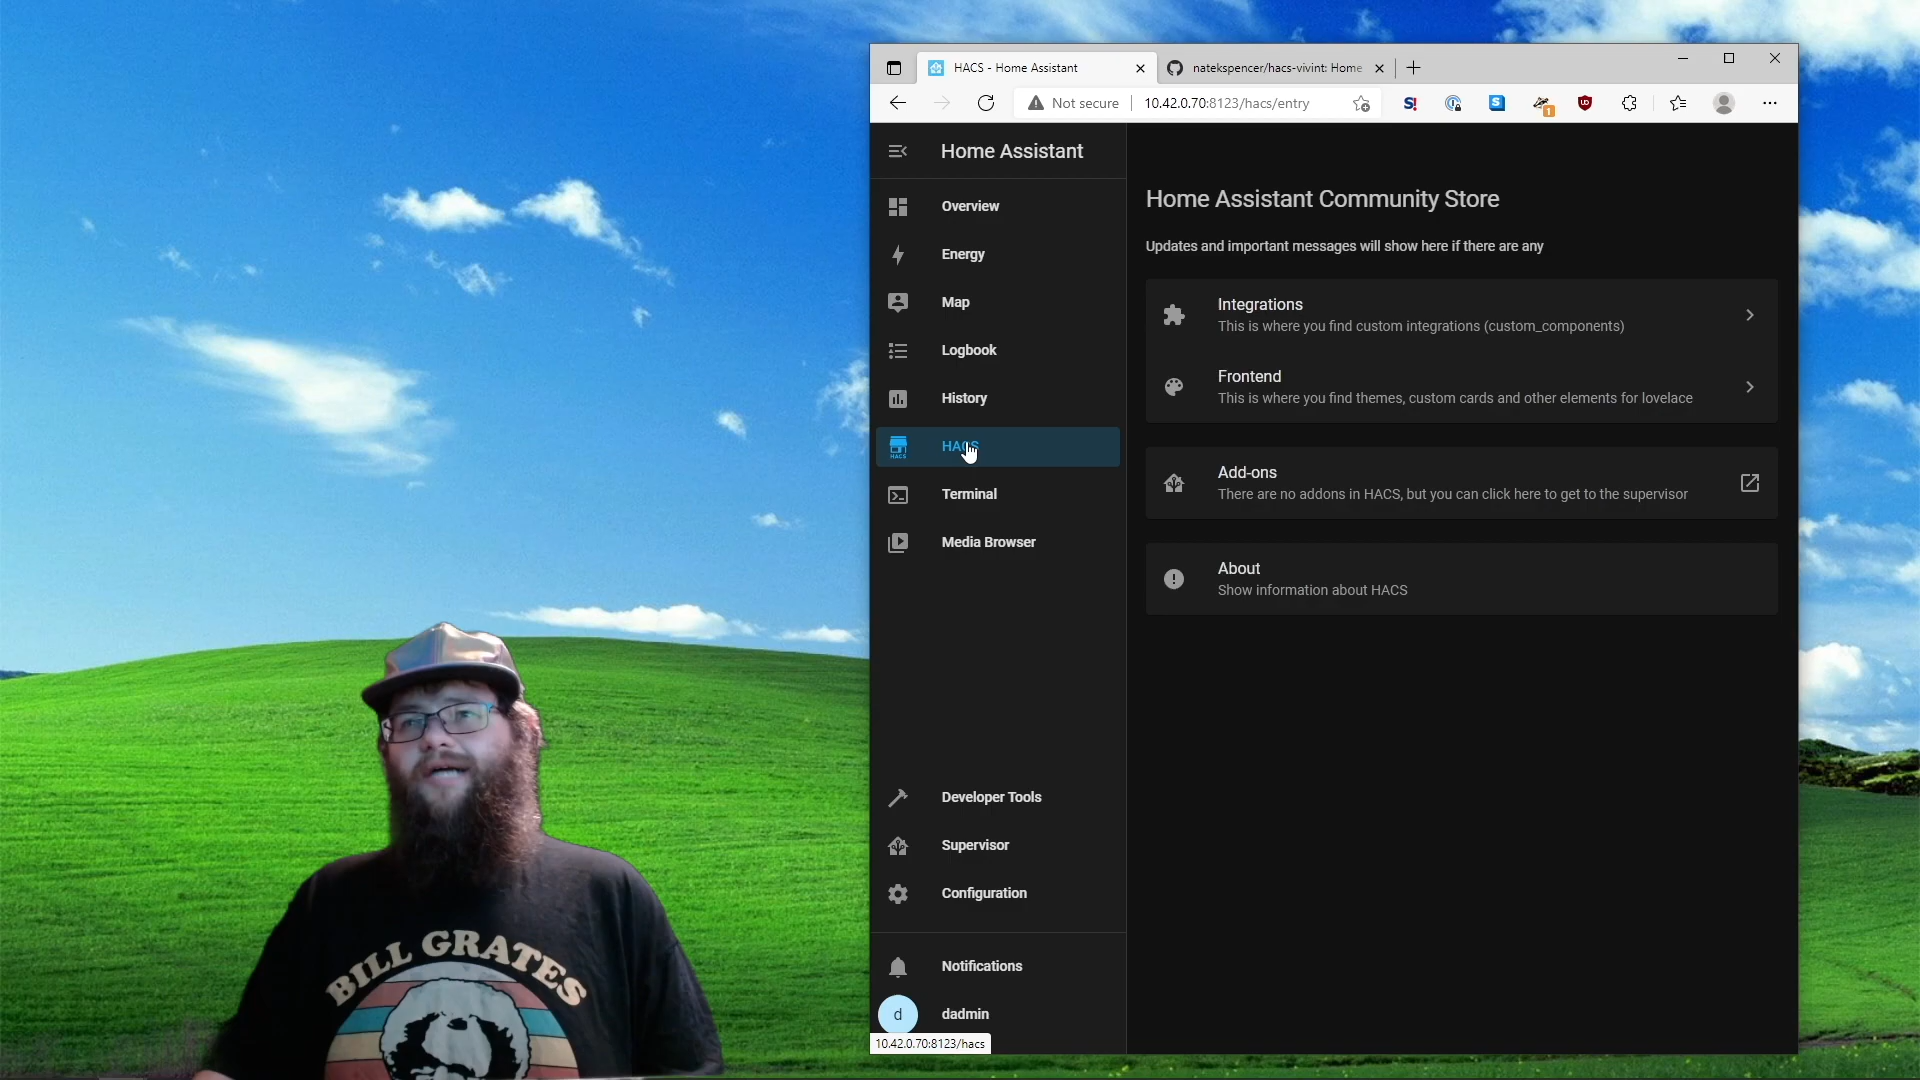 HACS - Home Assistant
natekspencer/hacs-vivint: Home
Not secure
10.42.0.70:8123/hacs/entry
S!
S
1
UD
Home Assistant
Overview
Energy
Map
Logbook
History
HACS
HACS
Terminal
Media Browser
Developer Tools
Supervisor
Configuration
Notifications
d
dadmin
10.42.0.70:8123/hacs
Home Assistant Community Store
Updates and important messages will show here if there are any
Integrations
This is where you find custom integrations (custom_components)
Frontend
This is where you find themes, custom cards and other elements for lovelace
Add-ons
There are no addons in HACS, but you can click here to get to the supervisor
About
Show information about HACS
BILL GRATES